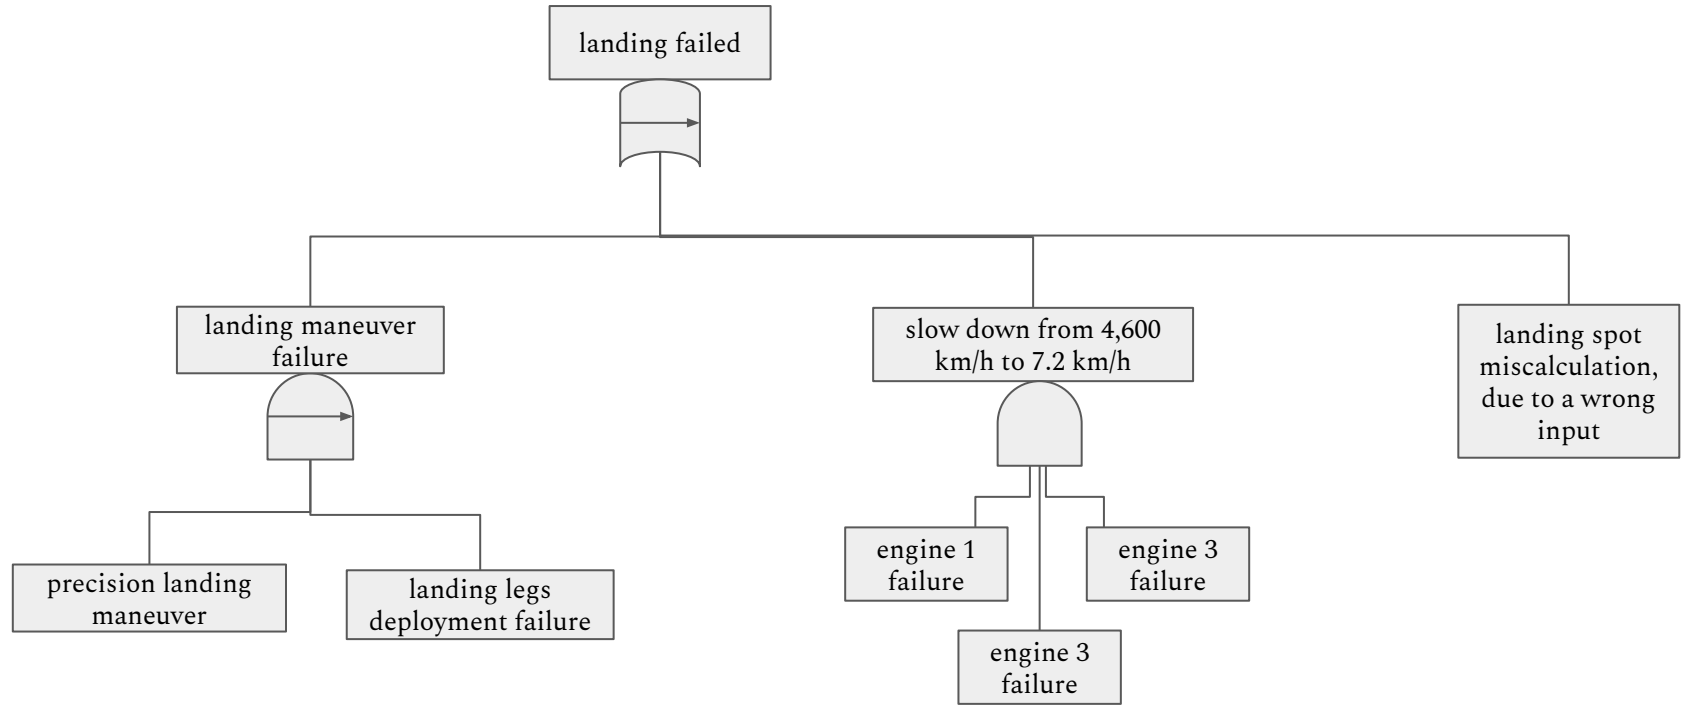 landing failed
landing maneuver
failure
slow down from 4,600
km/h to 7.2 km/h
landing spot
miscalculation,
due to a wrong
input
precision landing
maneuver
landing legs
deployment failure
engine 1
failure
engine 3
failure
engine 3
failure